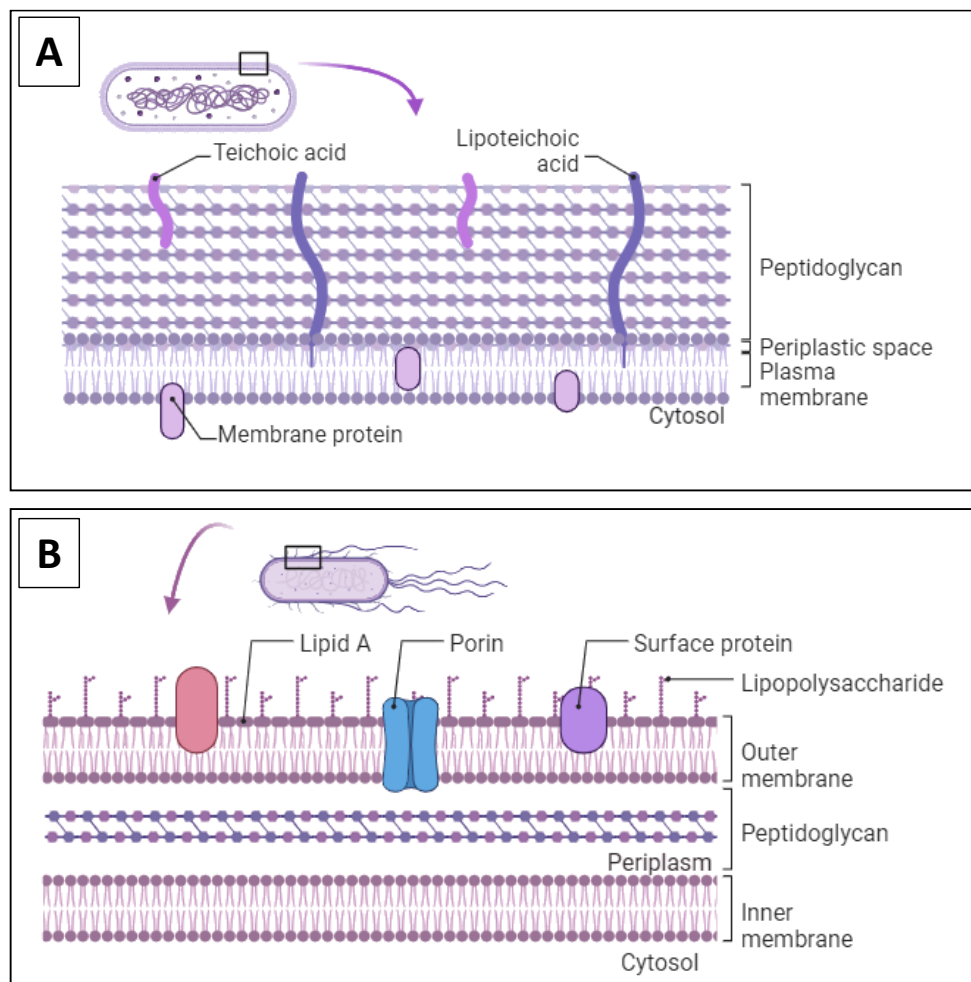 A
Teichoic acid
Lipoteichoic
acid
Peptidoglycan
Periplastic space
Plasma
membrane
Cytosol
Membrane protein
B
Lipid A
Porin
Surface protein
Lipopolysaccharide
Outer
membrane
Peptidoglycan
Periplasm
Inner
membrane
Cytosol